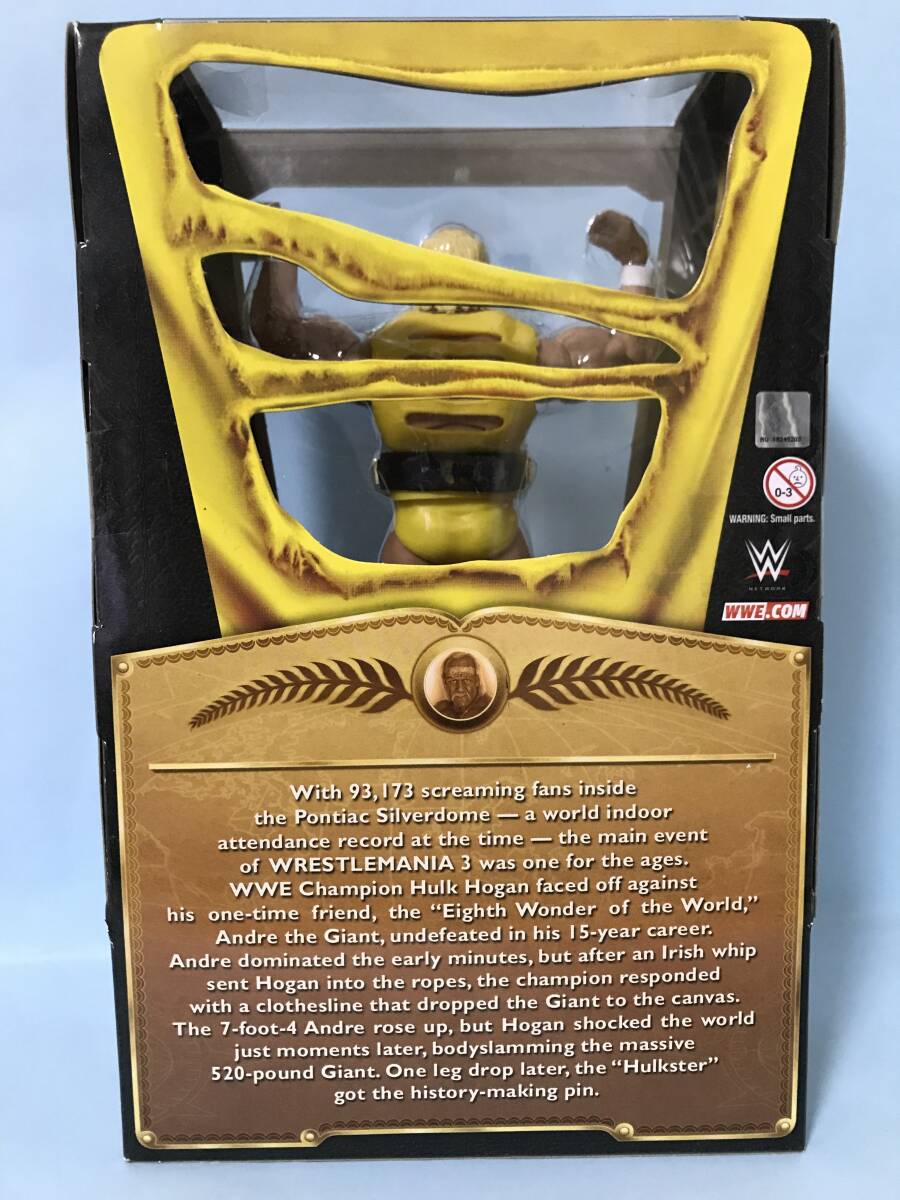 0-3
WARNING: Small parts.
W
NETWORK
WWE.COM
With 93,173 screaming fans inside
the Pontiac Silverdome — a world indoor
attendance record at the time — the main event
of WRESTLEMANIA 3 was one for the ages.
WWE Champion Hulk Hogan faced off against
his one-time friend, the “Eighth Wonder of the World,”
Andre the Giant, undefeated in his 15-year career.
Andre dominated the early minutes, but after an Irish whip
sent Hogan into the ropes, the champion responded
with a clothesline that dropped the Giant to the canvas.
The 7-foot-4 Andre rose up, but Hogan shocked the world
just moments later, bodyslamming the massive
520-pound Giant. One leg drop later, the “Hulkster”
got the history-making pin.